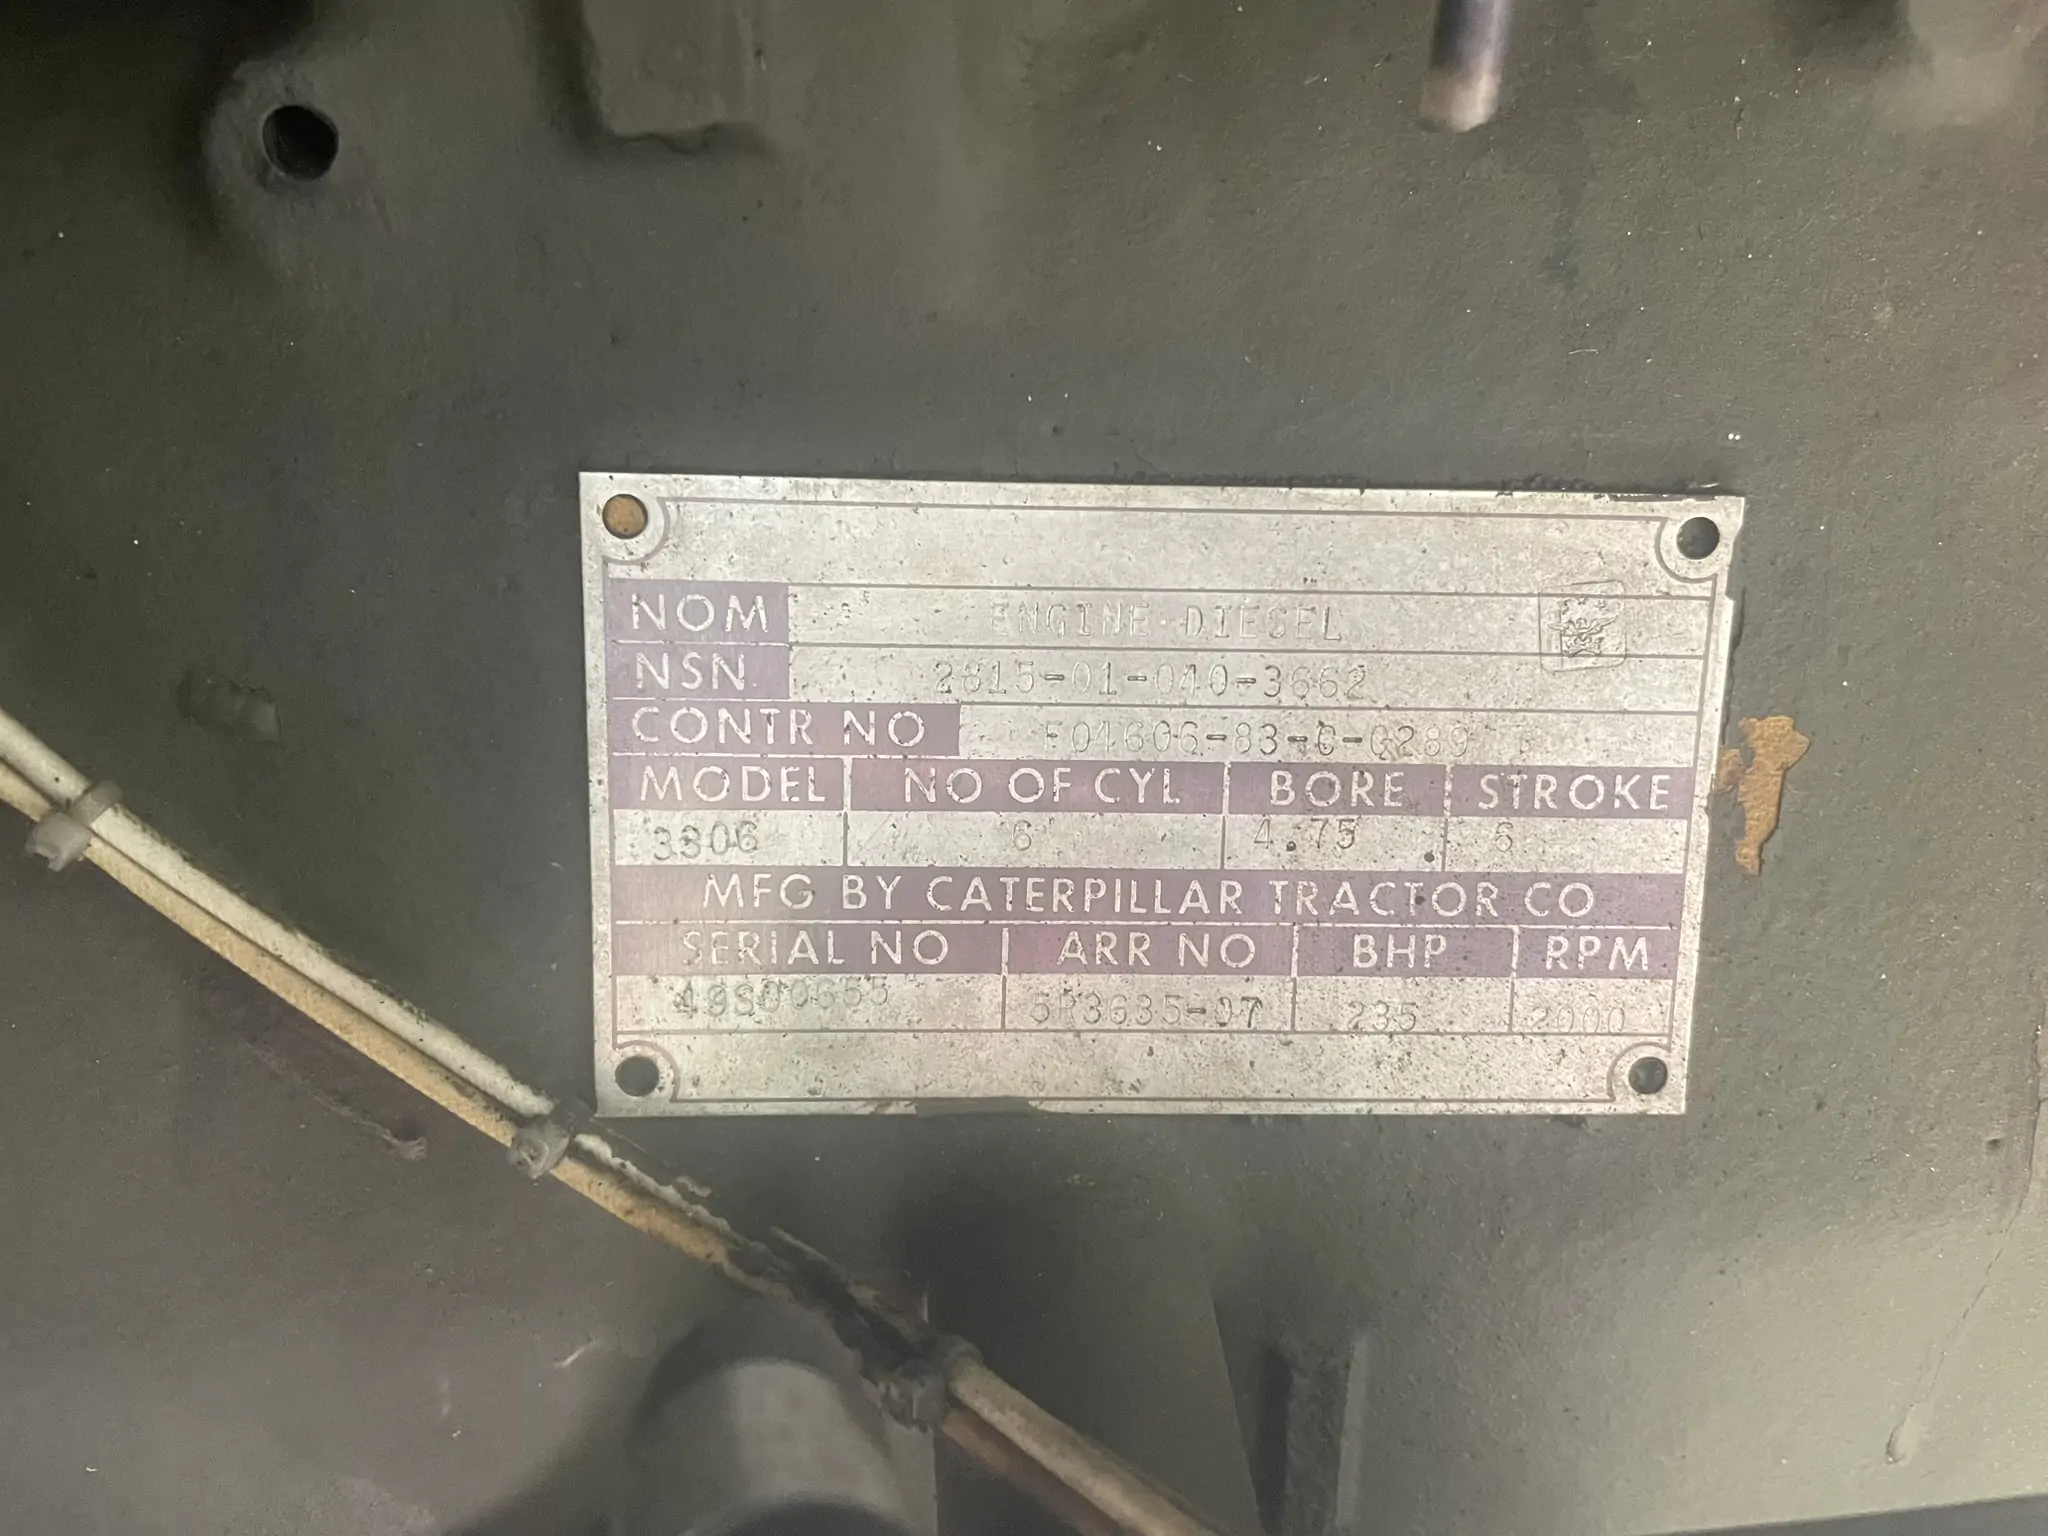 NOM ENGINE DIESEL
NSN 2815-01-040-3662
CONTR NO F04606-83-C-0289
MODEL NO OF CYL BORE STROKE
3306 6 4.75 6
MFG BY CATERPILLAR TRACTOR CO
SERIAL NO ARR NO BHP RPM
5R3635-07 235 2000